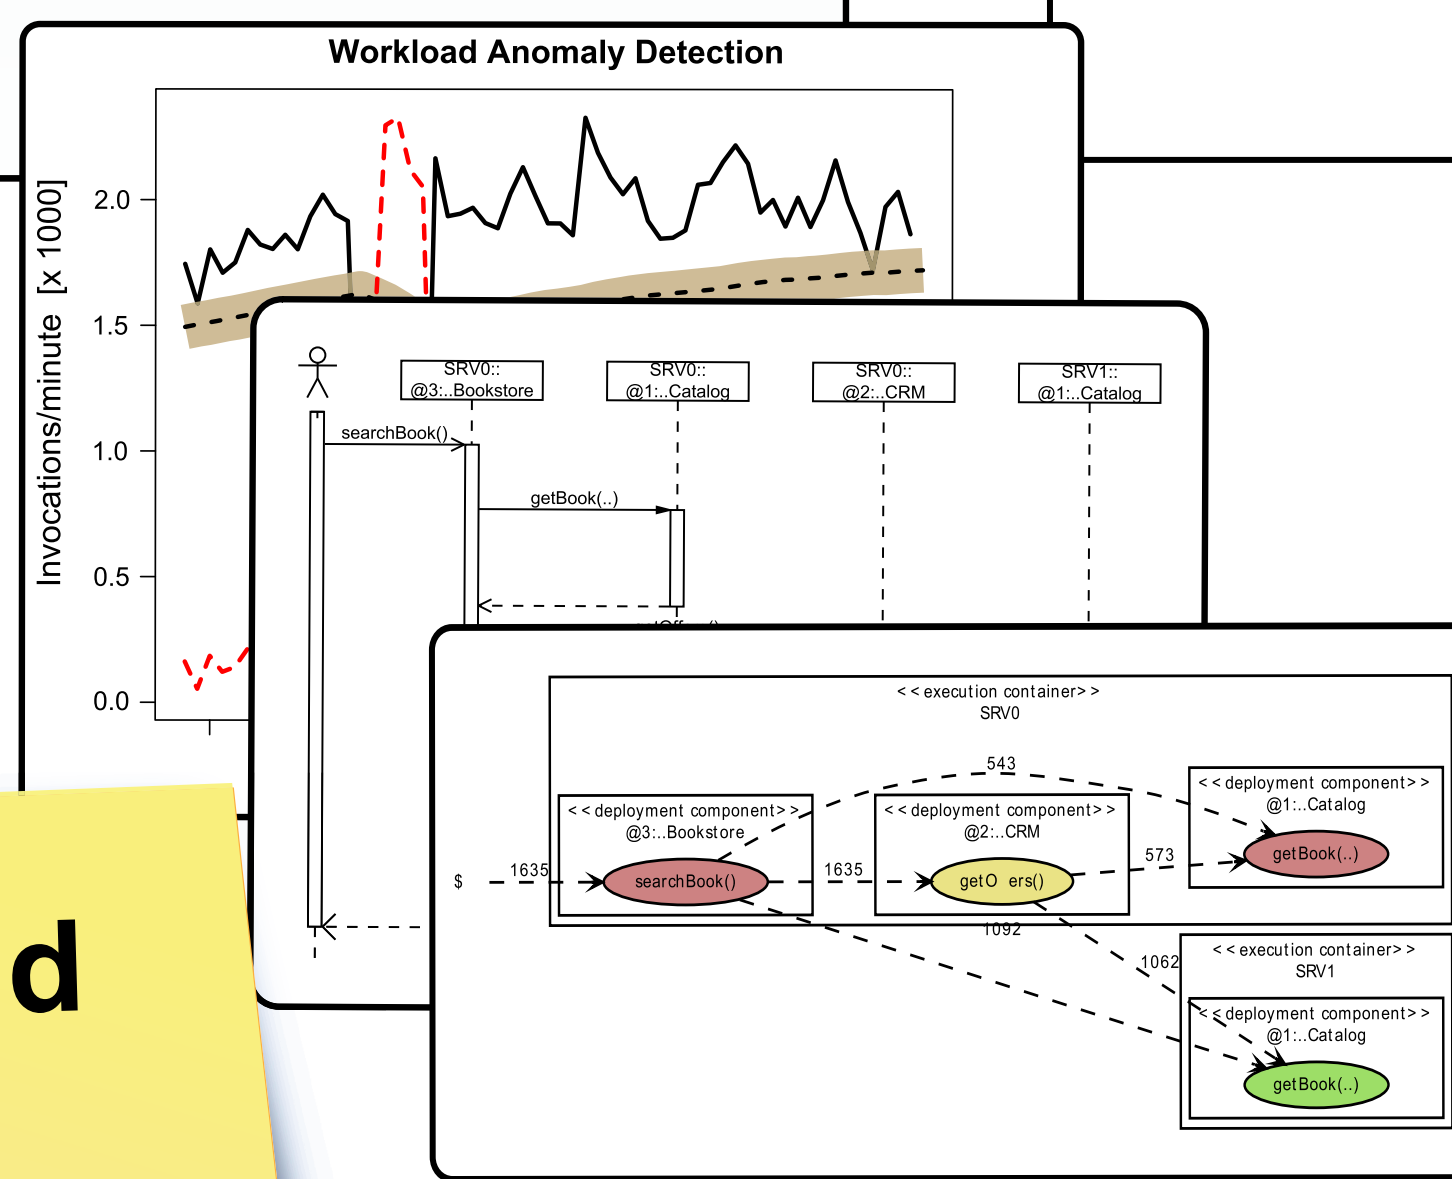 Workload Anomaly Detection
Invocations/minute [x 1000]
2.0
1.5
1.0
0.5
0.0
SRV0::
@3:..Bookstore
SRV0::
@1:..Catalog
SRV0::
@2:..CRM
SRV1::
@1:..Catalog
searchBook()
getBook(..)
<<execution container>>
SRV0
543
<<deployment component>>
@3:..Bookstore
<<deployment component>>
@2:..CRM
<<deployment component>>
@1:..Catalog
$
1635
searchBook()
1635
getO ers()
573
getBook(..)
1092
1062
<<execution container>>
SRV1
<<deployment component>>
@1:..Catalog
getBook(..)
d